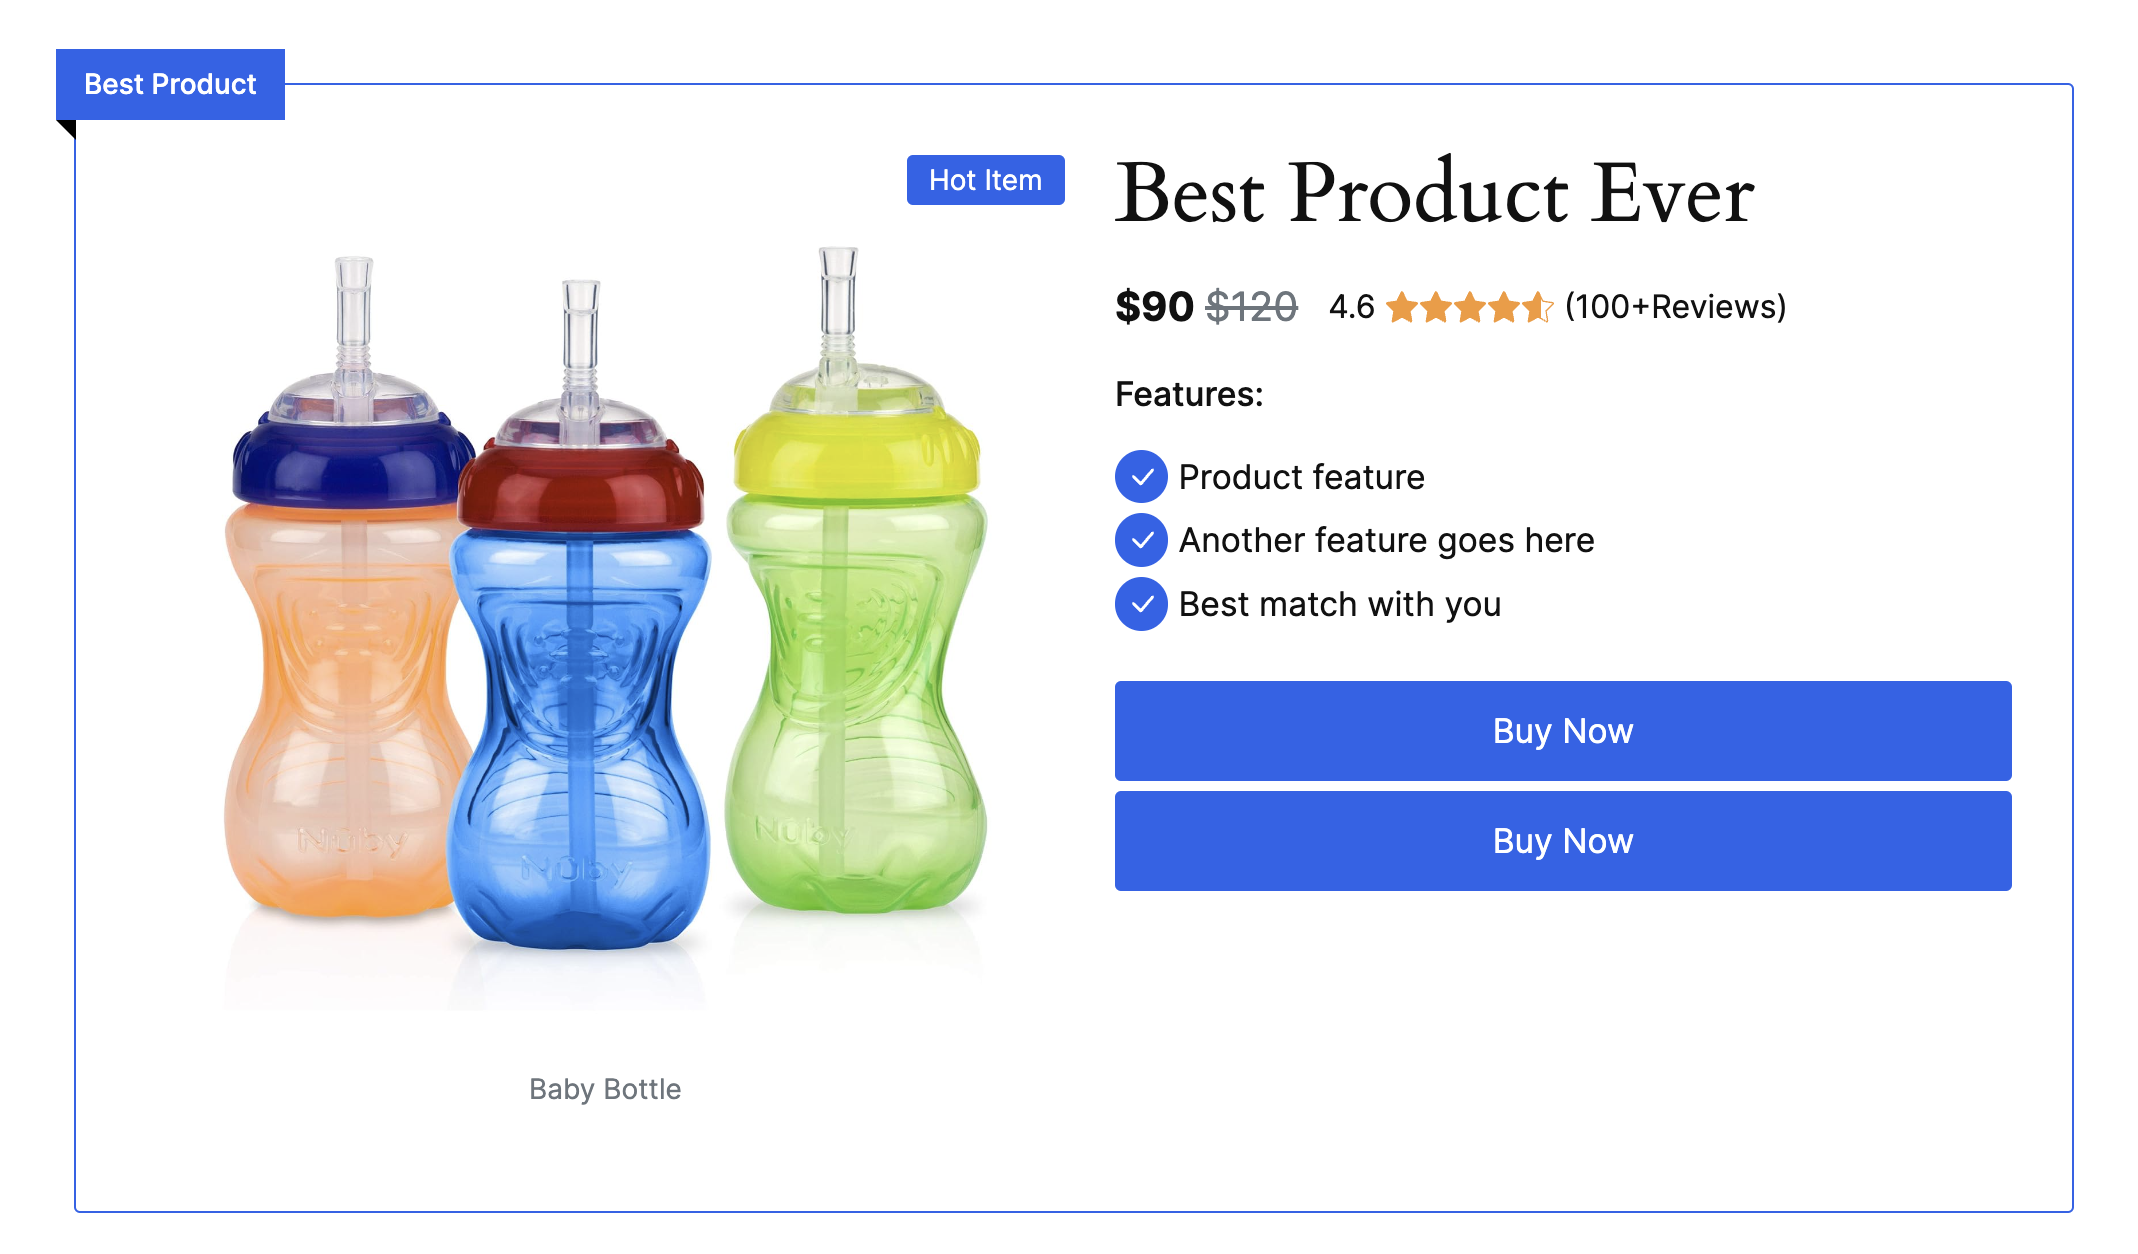 Best Product
Hot Item
Best Product Ever
$90 $120 4.6 (100+Reviews)
Features:
Product feature
Another feature goes here
Best match with you
Buy Now
Buy Now
Nuby
Nuby
Nuby
Baby Bottle